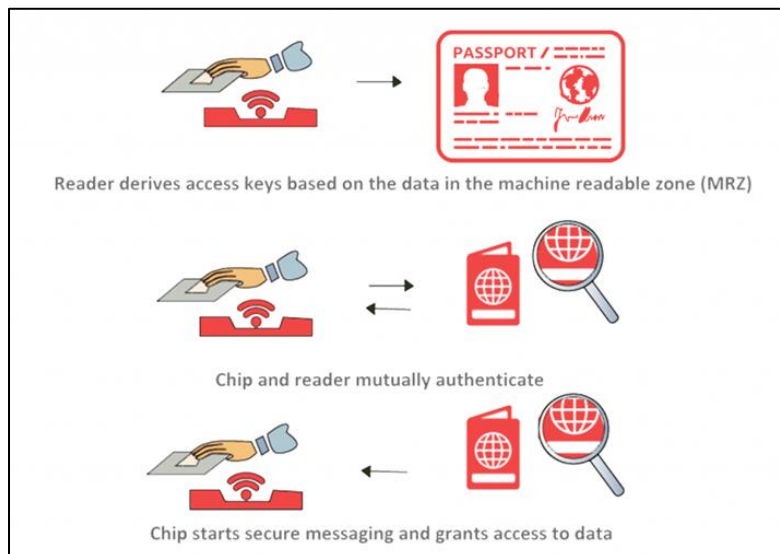 PASSPORT /
Reader derives access keys based on the data in the machine readable zone (MRZ)
Chip and reader mutually authenticate
Chip starts secure messaging and grants access to data